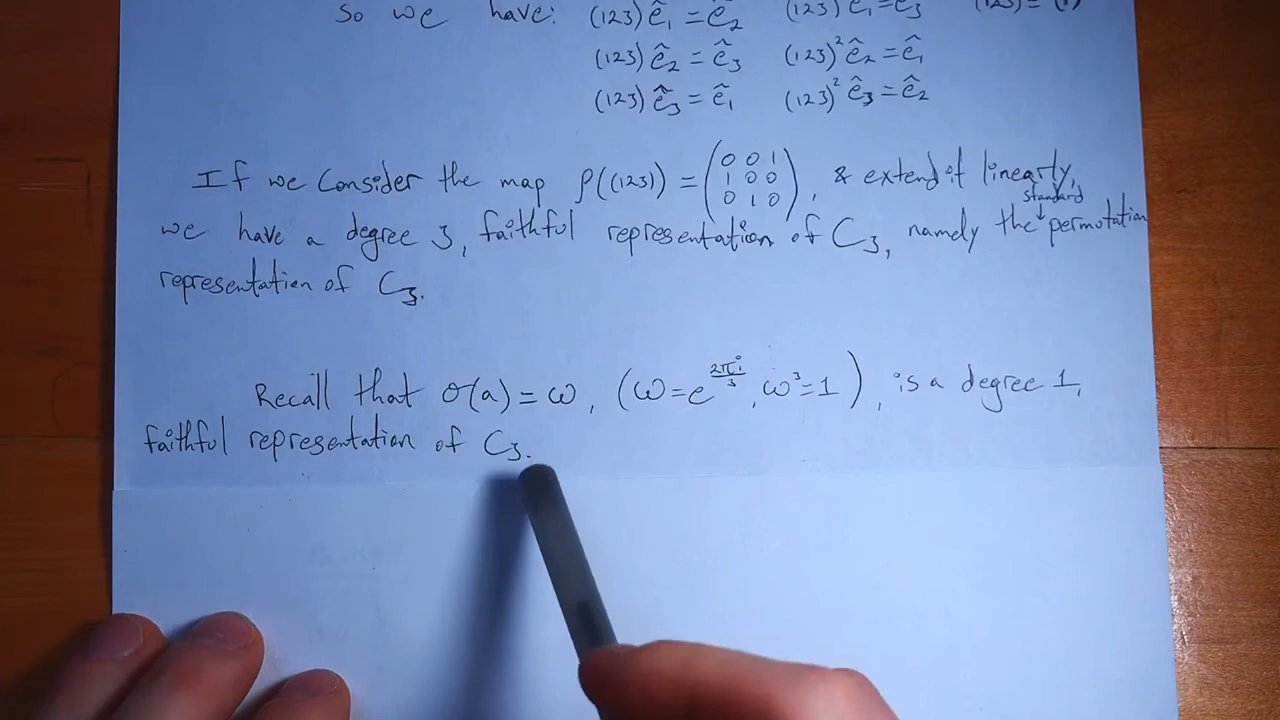 So we have: (123) ê₁ = ê₂ (123)² ê₁ = ê₃ (123)³ = (1)
(123) ê₂ = ê₃ (123)² ê₂ = ê₁
(123) ê₃ = ê₁ (123)² ê₃ = ê₂
If we consider the map ρ((123)) = (0 0 1
1 0 0
0 1 0), & extend it linearly,
we have a degree 3, faithful representation of C₃, namely the standard permutation
representation of C₃.
Recall that σ(a) = ω, (ω = e^(2πi/3), ω³ = 1), is a degree 1,
faithful representation of C₃.